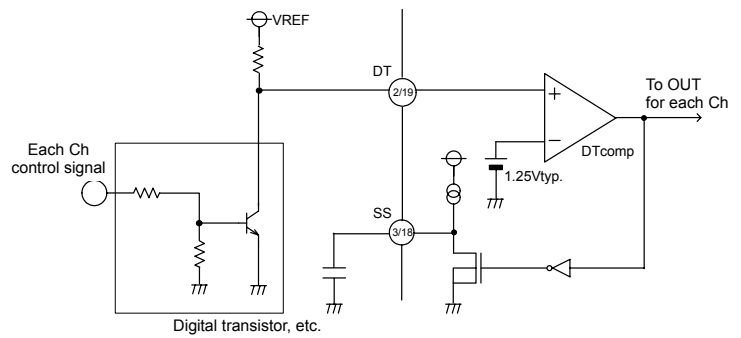 VREF
DT
2/19
To OUT
for each Ch
+
−
DTcomp
1.25Vtyp.
Each Ch
control signal
SS
3/18
Digital transistor, etc.